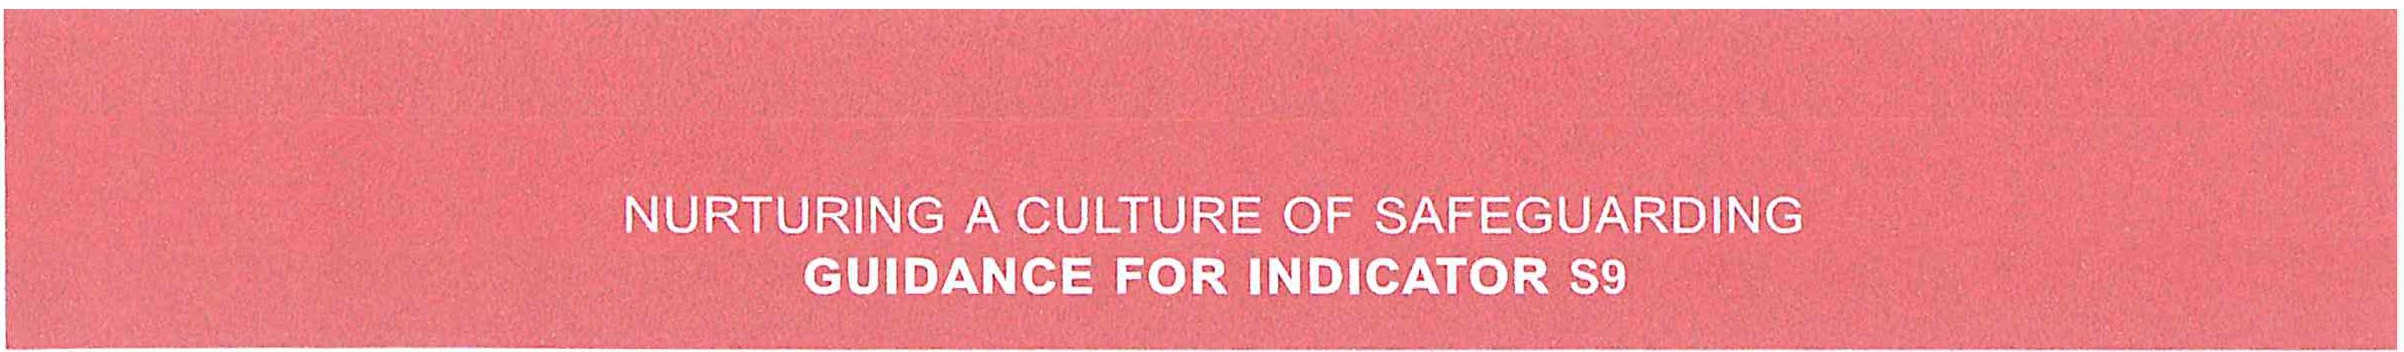 NURTURING A CULTURE OF SAFEGUARDING
GUIDANCE FOR INDICATOR S9